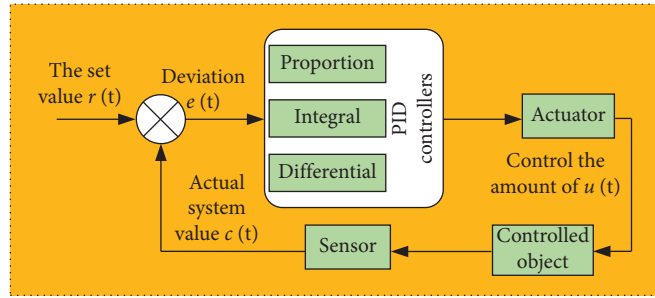 The set
value r (t)
Deviation
e (t)
Proportion
Integral
Differential
PID
controllers
Actuator
Control the
amount of u (t)
Controlled
object
Sensor
Actual
system
value c (t)